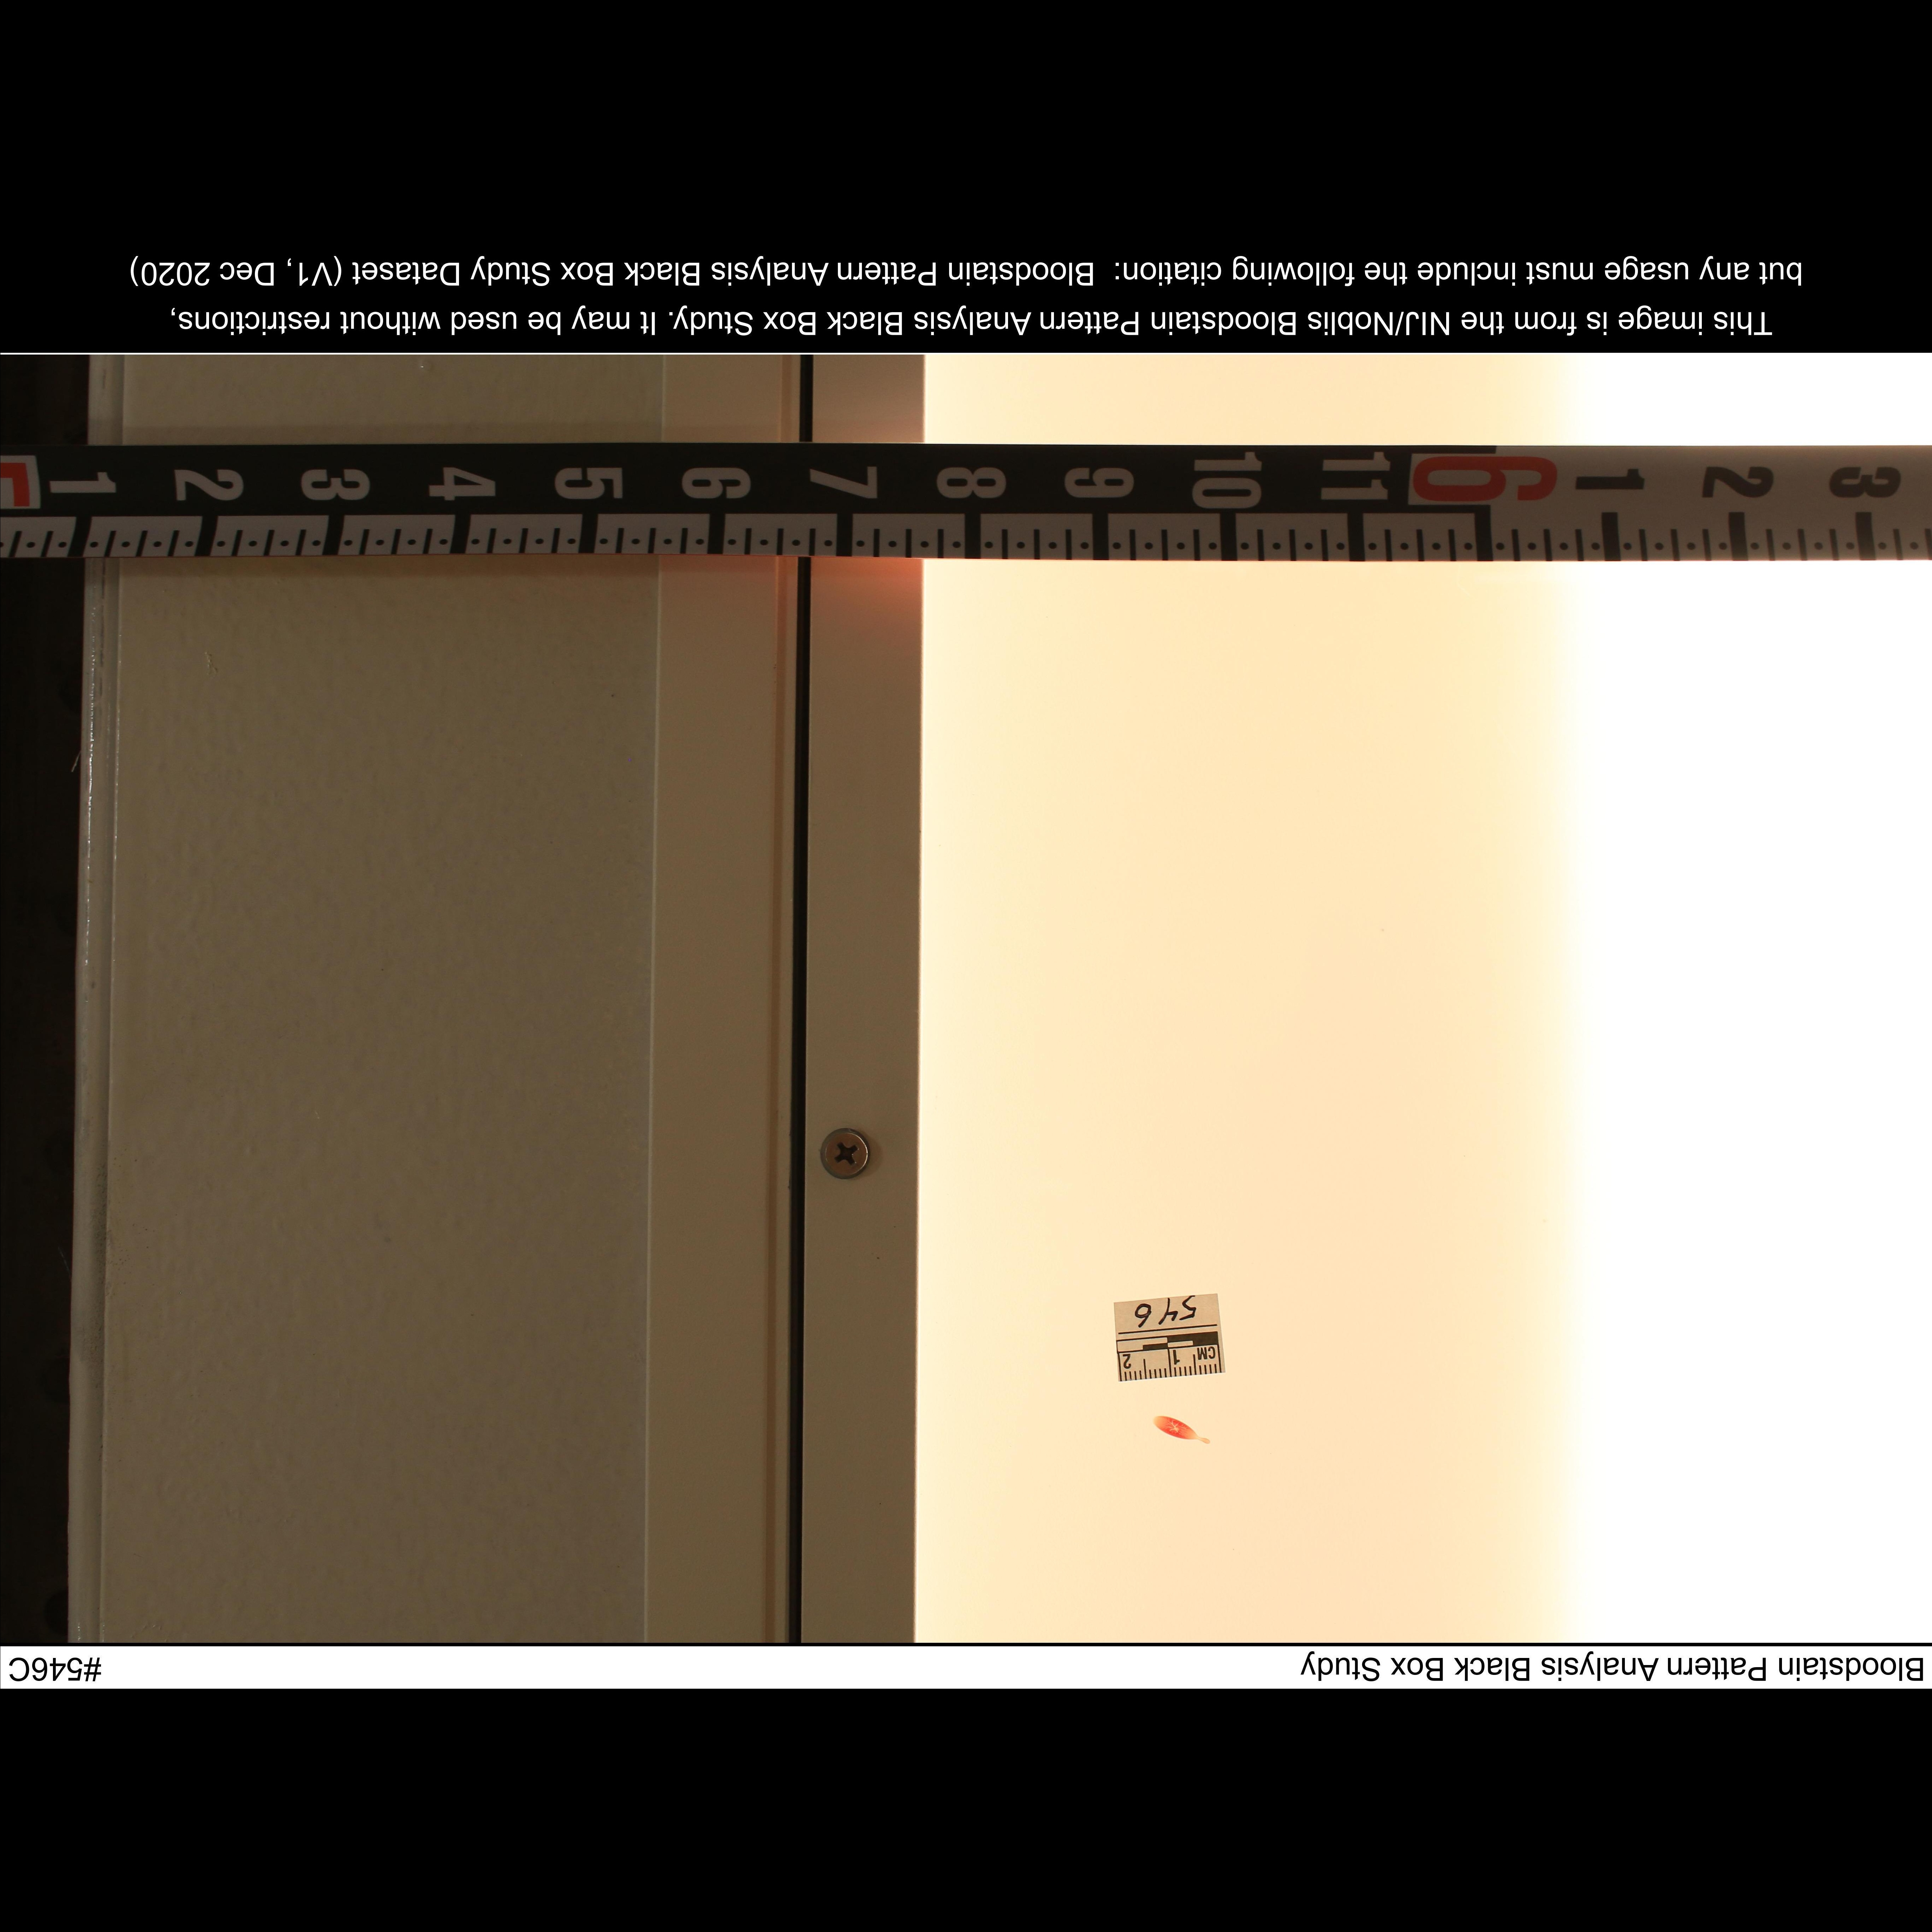 Bloodstain Pattern Analysis Black Box Study #546C
CM 1 2
546
3 2 1 6 11 10 9 8 7 6 5 4 3 2 1
This image is from the NIJ/Noblis Bloodstain Pattern Analysis Black Box Study. It may be used without restrictions,
but any usage must include the following citation: Bloodstain Pattern Analysis Black Box Study Dataset (V1, Dec 2020)